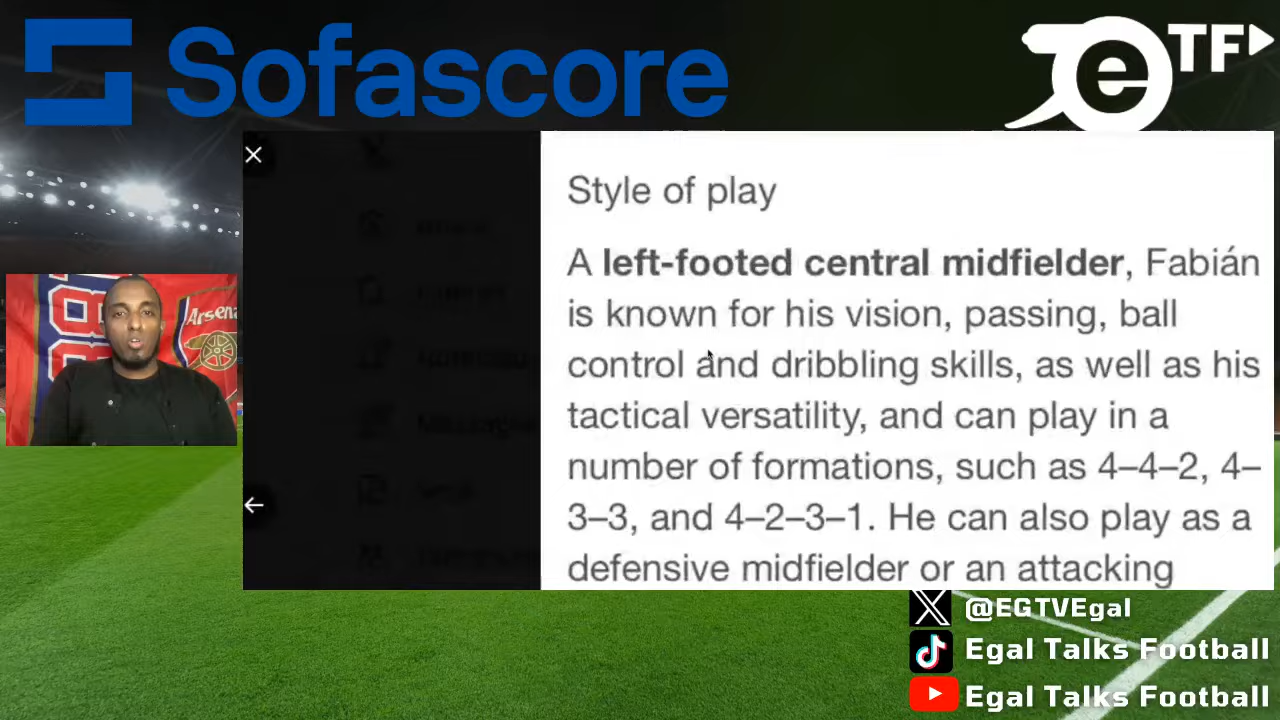 Sofascore
e TF
Style of play
A left-footed central midfielder, Fabián
is known for his vision, passing, ball
control and dribbling skills, as well as his
tactical versatility, and can play in a
number of formations, such as 4–4–2, 4–
3–3, and 4–2–3–1. He can also play as a
defensive midfielder or an attacking
Arsenal
@EGTVEgal
Egal Talks Football
Egal Talks Football